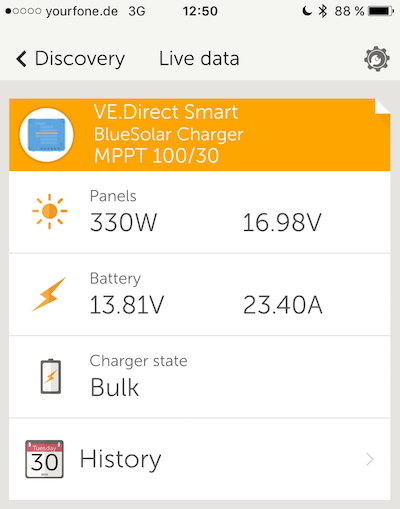 yourfone.de 3G 12:50 88 %
Discovery Live data
VE.Direct Smart
BlueSolar Charger
MPPT 100/30
Panels
330W 16.98V
Battery
13.81V 23.40A
Charger state
Bulk
Tuesday
30
History